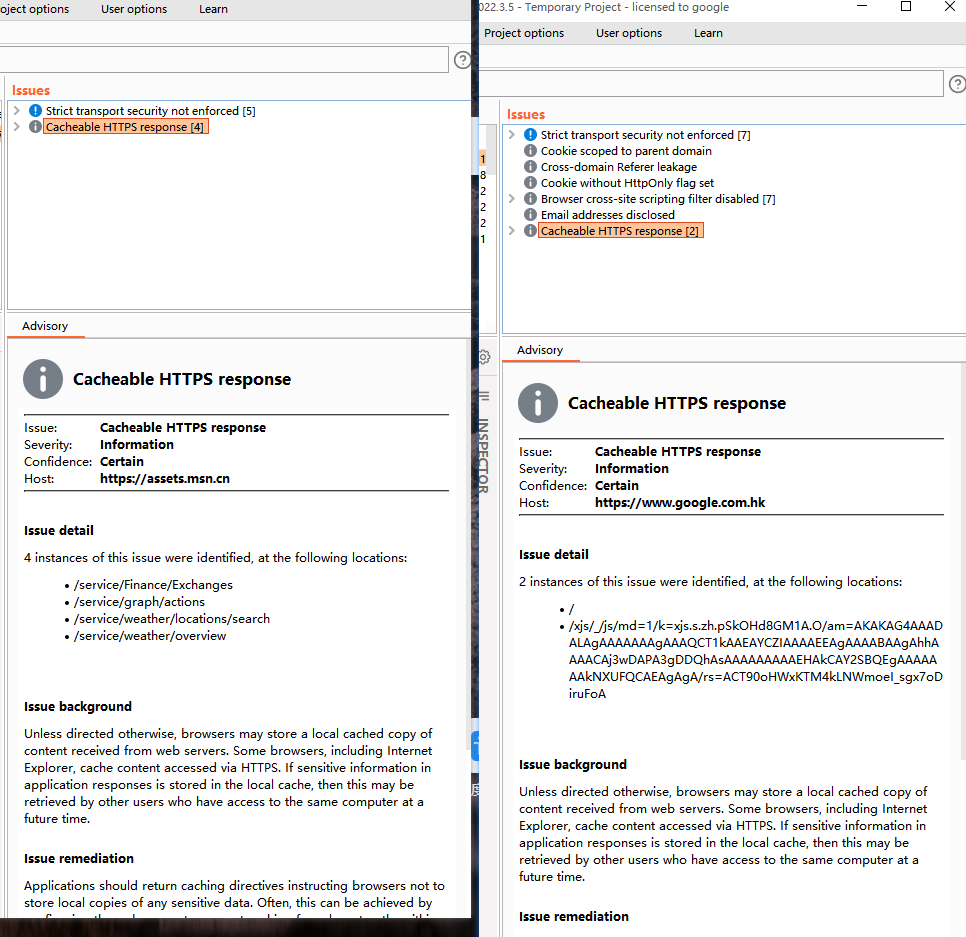 oject options User options Learn
Issues
Strict transport security not enforced [5]
Cacheable HTTPS response [4]
Advisory
Cacheable HTTPS response
Issue: Cacheable HTTPS response
Severity: Information
Confidence: Certain
Host: https://assets.msn.cn
Issue detail
4 instances of this issue were identified, at the following locations:
• /service/Finance/Exchanges
• /service/graph/actions
• /service/weather/locations/search
• /service/weather/overview
Issue background
Unless directed otherwise, browsers may store a local cached copy of
content received from web servers. Some browsers, including Internet
Explorer, cache content accessed via HTTPS. If sensitive information in
application responses is stored in the local cache, then this may be
retrieved by other users who have access to the same computer at a
future time.
Issue remediation
Applications should return caching directives instructing browsers not to
store local copies of any sensitive data. Often, this can be achieved by
022.3.5 - Temporary Project - licensed to google
Project options User options Learn
1
8
2
2
2
1
INSPECTOR
Issues
Strict transport security not enforced [7]
Cookie scoped to parent domain
Cross-domain Referer leakage
Cookie without HttpOnly flag set
Browser cross-site scripting filter disabled [7]
Email addresses disclosed
Cacheable HTTPS response [2]
Advisory
Cacheable HTTPS response
Issue: Cacheable HTTPS response
Severity: Information
Confidence: Certain
Host: https://www.google.com.hk
Issue detail
2 instances of this issue were identified, at the following locations:
• /
• /xjs/_/js/md=1/k=xjs.s.zh.pSkOHd8GM1A.O/am=AKAKAG4AAAD
ALAgAAAAAAAgAAAQCT1kAAEAYCZIAAAAEEAgAAAABAAgAhhA
AAACAj3wDAPA3gDDQhAsAAAAAAAAAEHAkCAY2SBQEgAAAAA
AAkNXUFQCAEAgAgA/rs=ACT90oHWxKTM4kLNWmoeI_sgx7oD
iruFoA
Issue background
Unless directed otherwise, browsers may store a local cached copy of
content received from web servers. Some browsers, including Internet
Explorer, cache content accessed via HTTPS. If sensitive information in
application responses is stored in the local cache, then this may be
retrieved by other users who have access to the same computer at a
future time.
Issue remediation